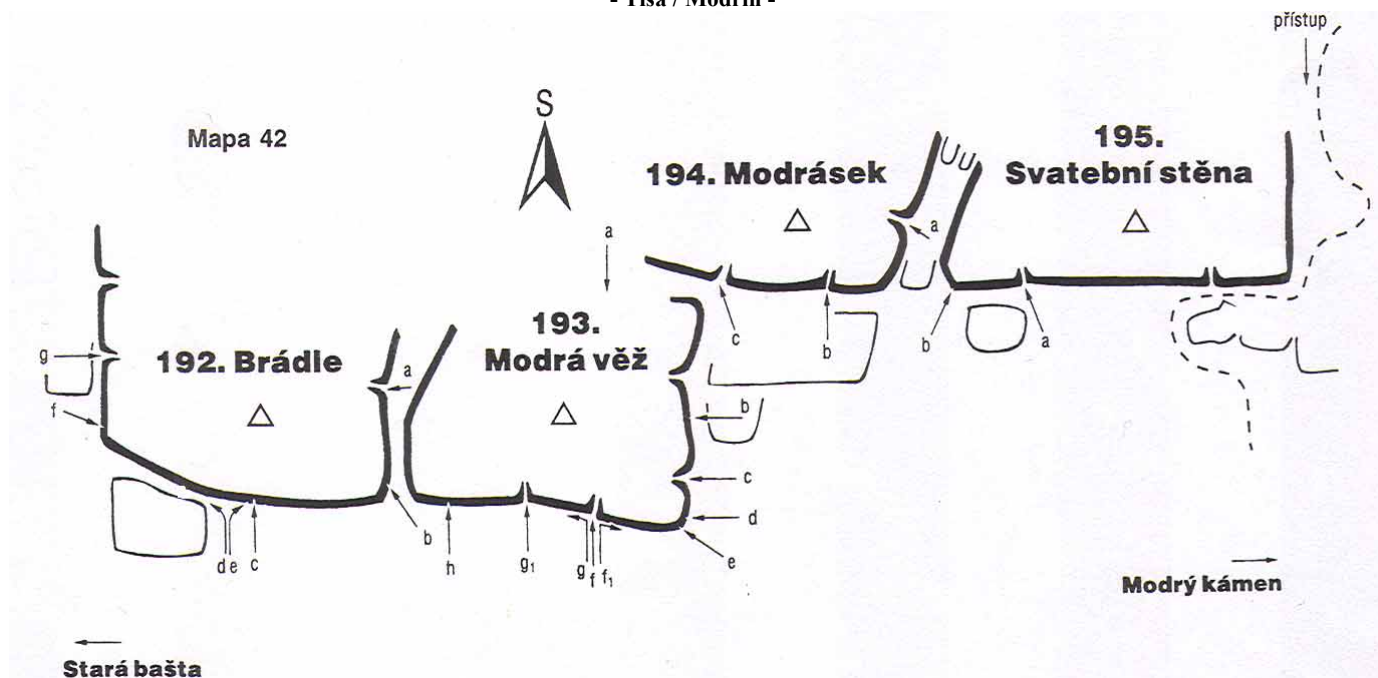 - Tisá / Modřín -
přístup
S
Mapa 42
195.
194. Modrásek
Svatební stěna
a
a
193.
c
b
b
a
g
192. Brádle
a
Modrá věž
f
b
c
d
d e
c
b
h
g₁
g
f
f₁
e
Modrý kámen
Stará bašta